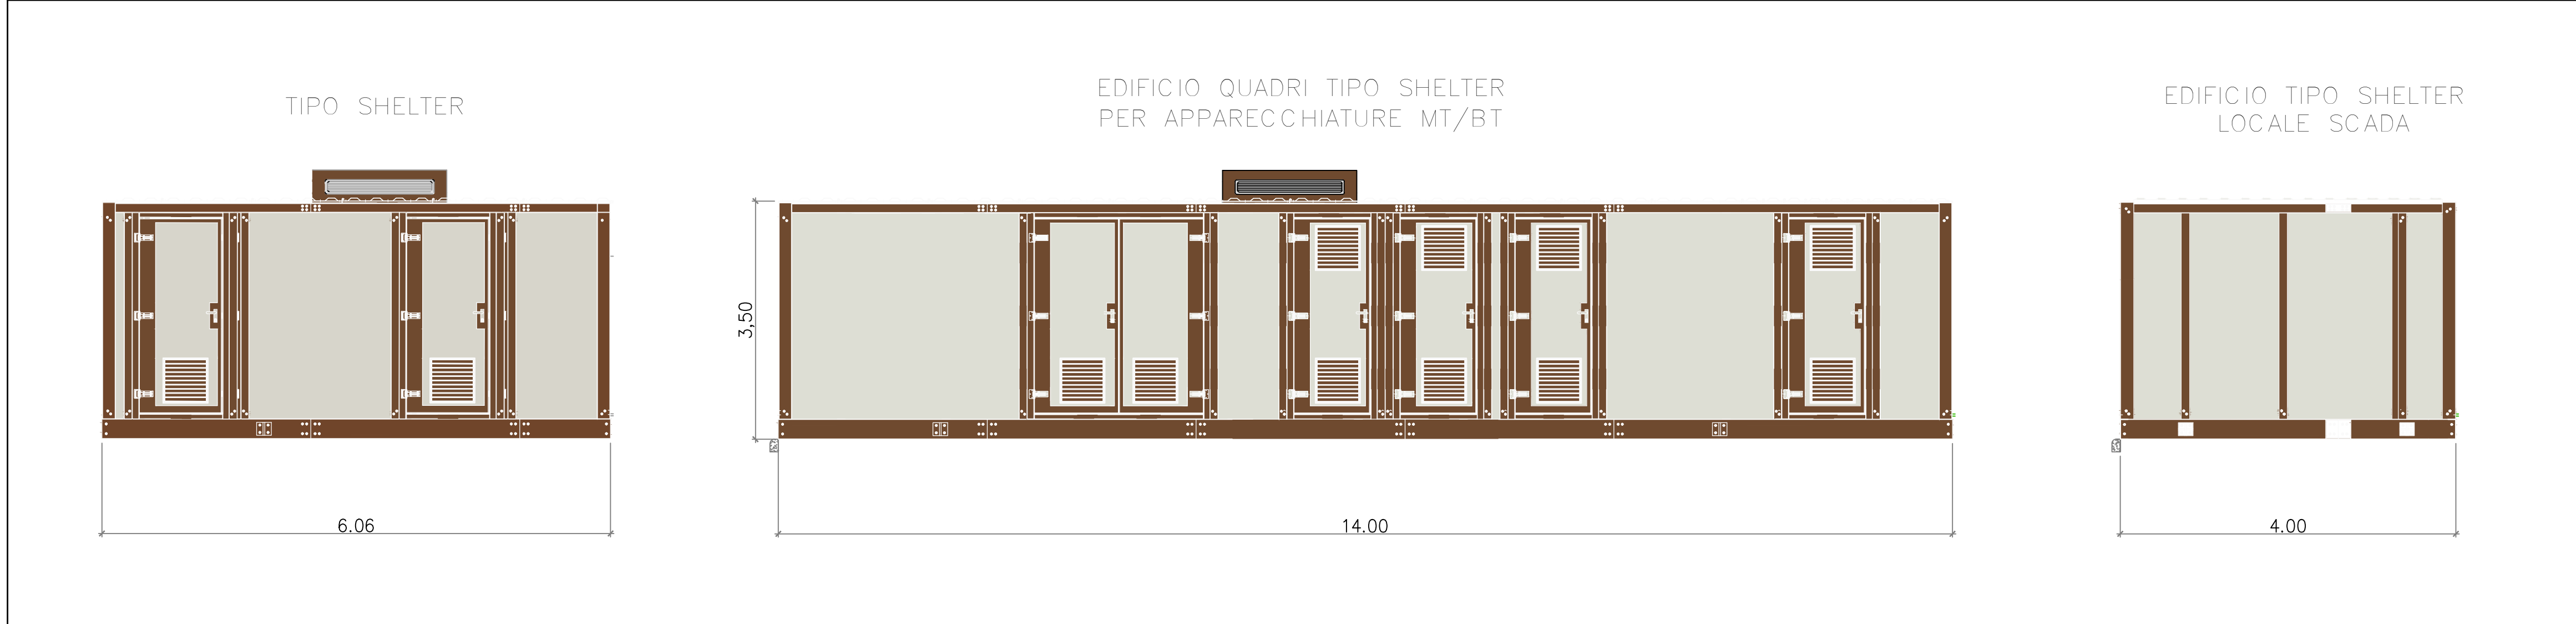 TIPO SHELTER
EDIFICIO QUADRI TIPO SHELTER
PER APPARECCHIATURE MT/BT
EDIFICIO TIPO SHELTER
LOCALE SCADA
3,50
6.06
14.00
4.00